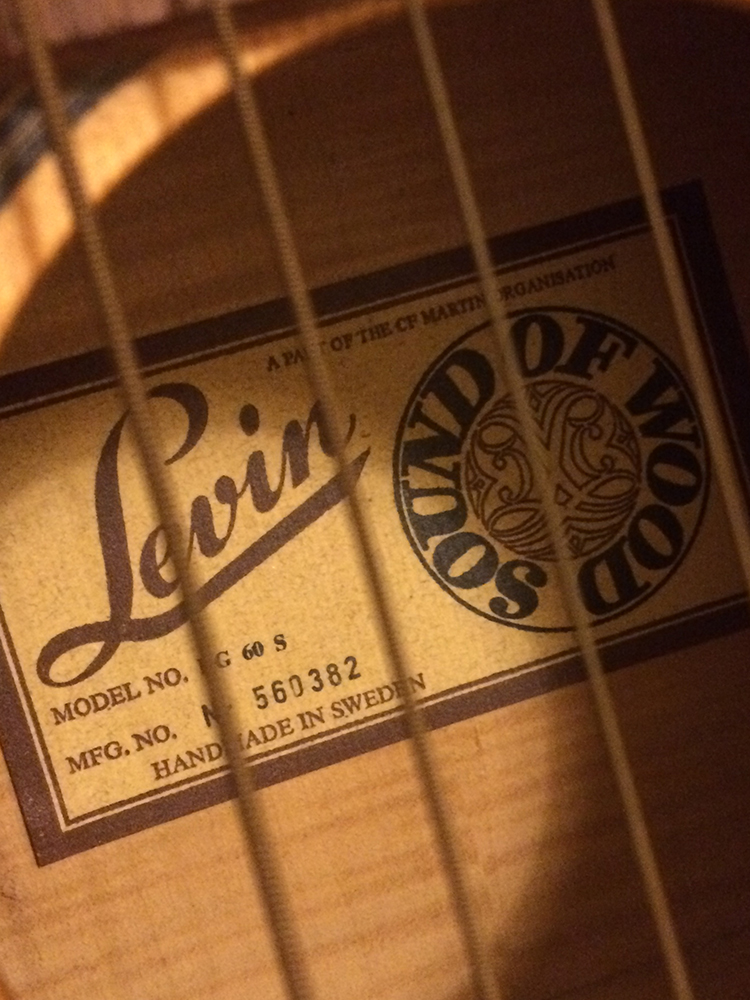 A PART OF THE CF MARTIN ORGANISATION
Levin
SOUND OF WOOD
MODEL NO. G 60 S
MFG. NO. N 560382
HANDMADE IN SWEDEN